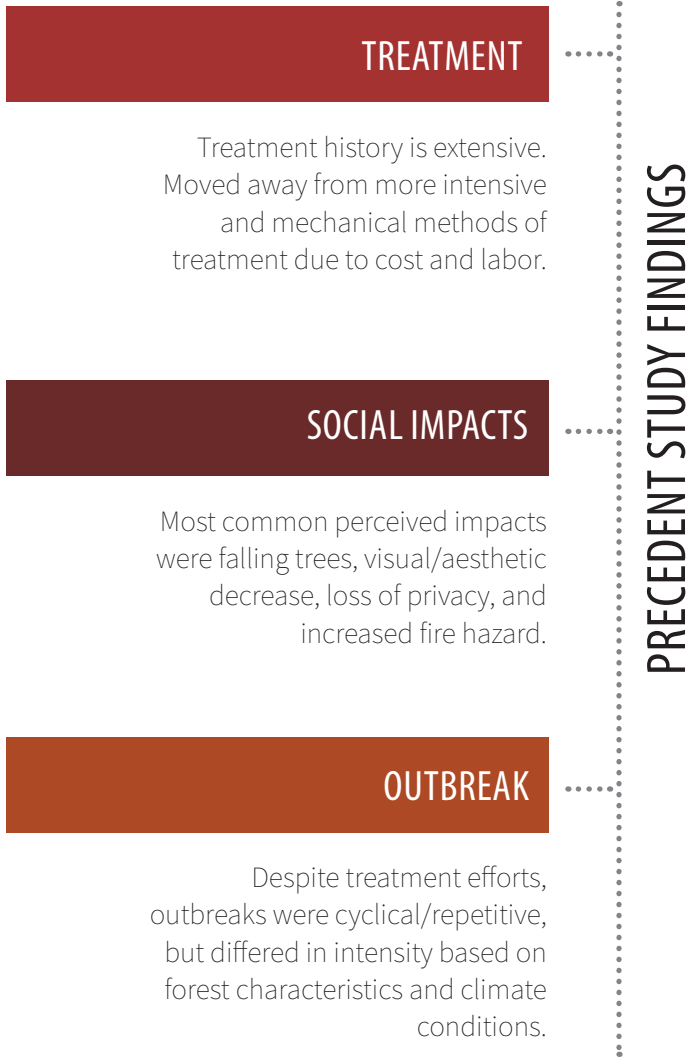 TREATMENT
Treatment history is extensive.
Moved away from more intensive
and mechanical methods of
treatment due to cost and labor.
SOCIAL IMPACTS
Most common perceived impacts
were falling trees, visual/aesthetic
decrease, loss of privacy, and
increased fire hazard.
OUTBREAK
Despite treatment efforts,
outbreaks were cyclical/repetitive,
but differed in intensity based on
forest characteristics and climate
conditions.
PRECEDENT STUDY FINDINGS